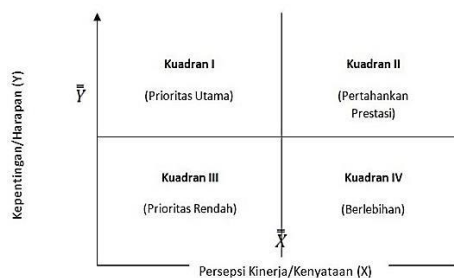 Kepentingan/Harapan (Y)
Kuadran I
(Prioritas Utama)
Kuadran II
(Pertahankan
Prestasi)
Y
Kuadran III
(Prioritas Rendah)
Kuadran IV
(Berlebihan)
X
Persepsi Kinerja/Kenyataan (X)